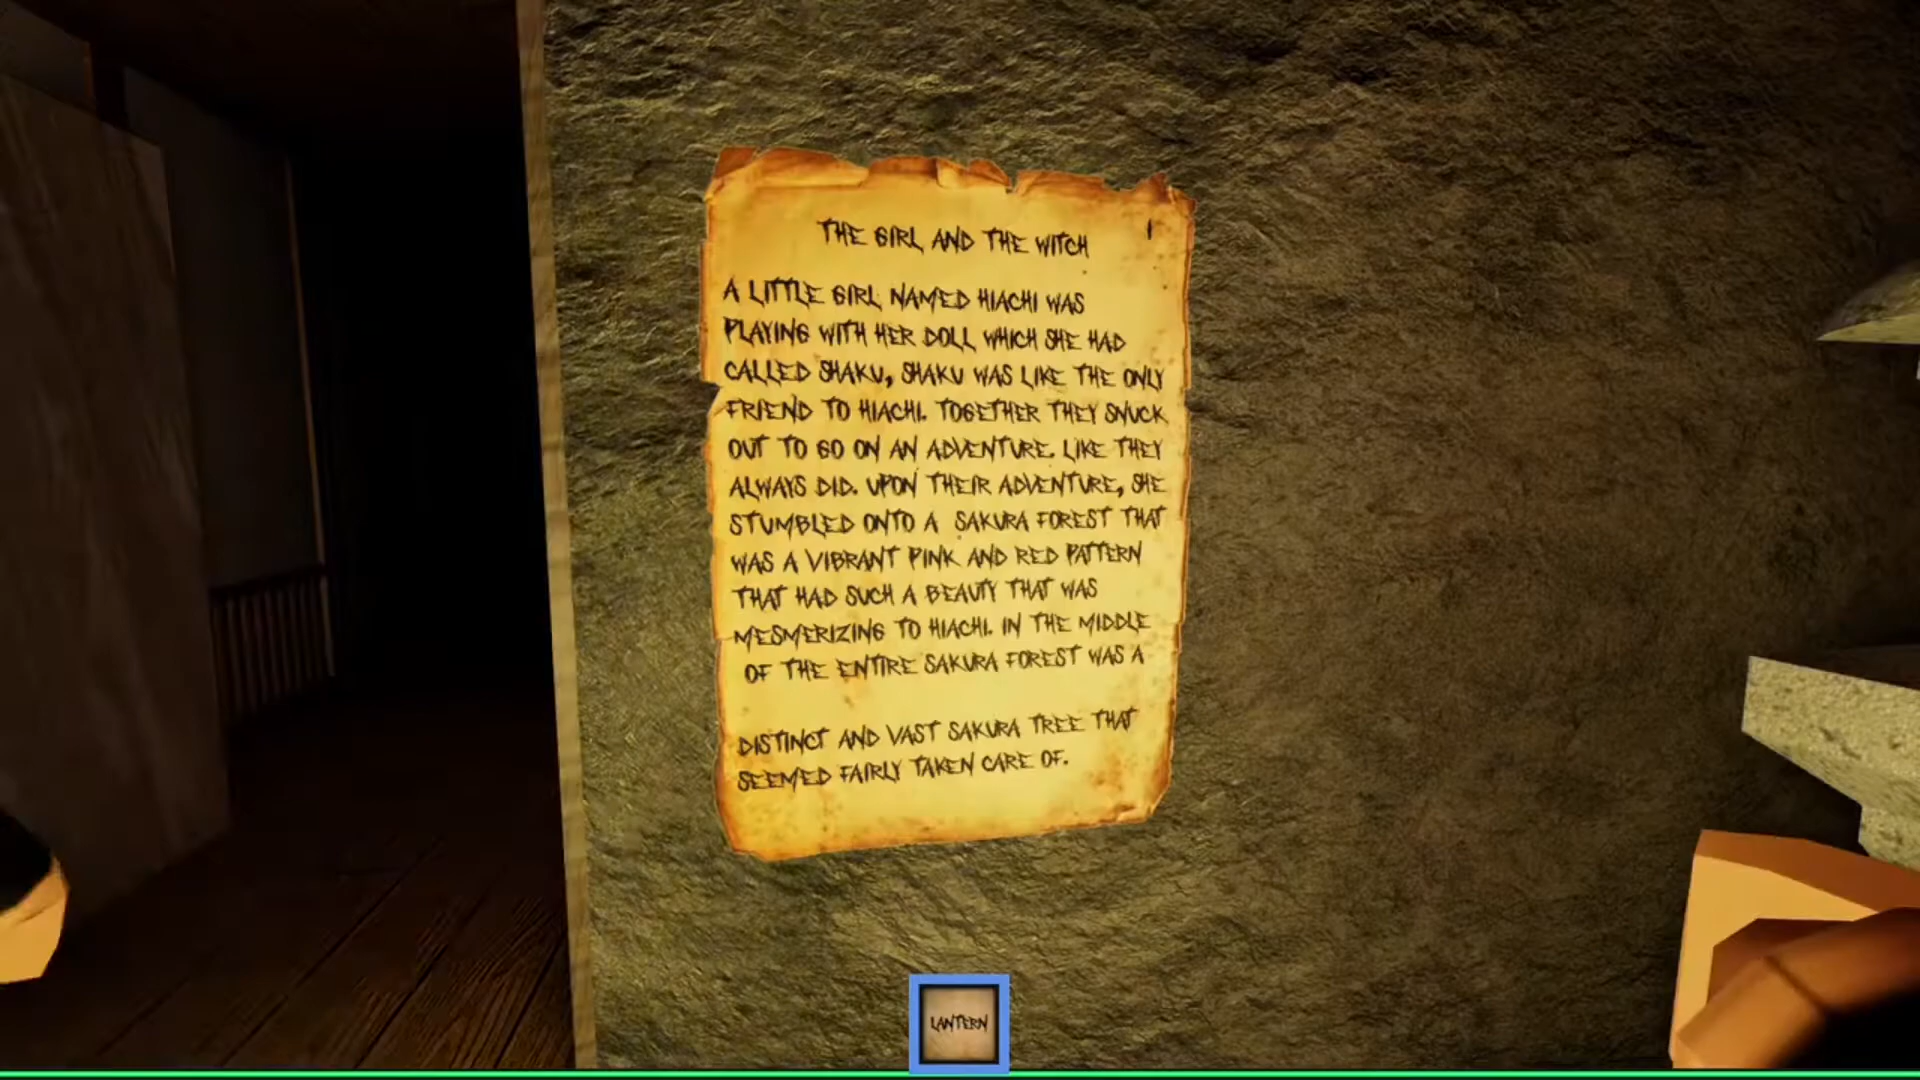 THE GIRL AND THE WITCH
1
A LITTLE GIRL NAMED HIACHI WAS
PLAYING WITH HER DOLL WHICH SHE HAD
CALLED SHAKU, SHAKU WAS LIKE THE ONLY
FRIEND TO HIACHI. TOGETHER THEY SNUCK
OUT TO GO ON AN ADVENTURE. LIKE THEY
ALWAYS DID. UPON THEIR ADVENTURE, SHE
STUMBLED ONTO A SAKURA FOREST THAT
WAS A VIBRANT PINK AND RED PATTERN
THAT HAD SUCH A BEAUTY THAT WAS
MESMERIZING TO HIACHI. IN THE MIDDLE
OF THE ENTIRE SAKURA FOREST WAS A
DISTINCT AND VAST SAKURA TREE THAT
SEEMED FAIRLY TAKEN CARE OF.
LANTERN